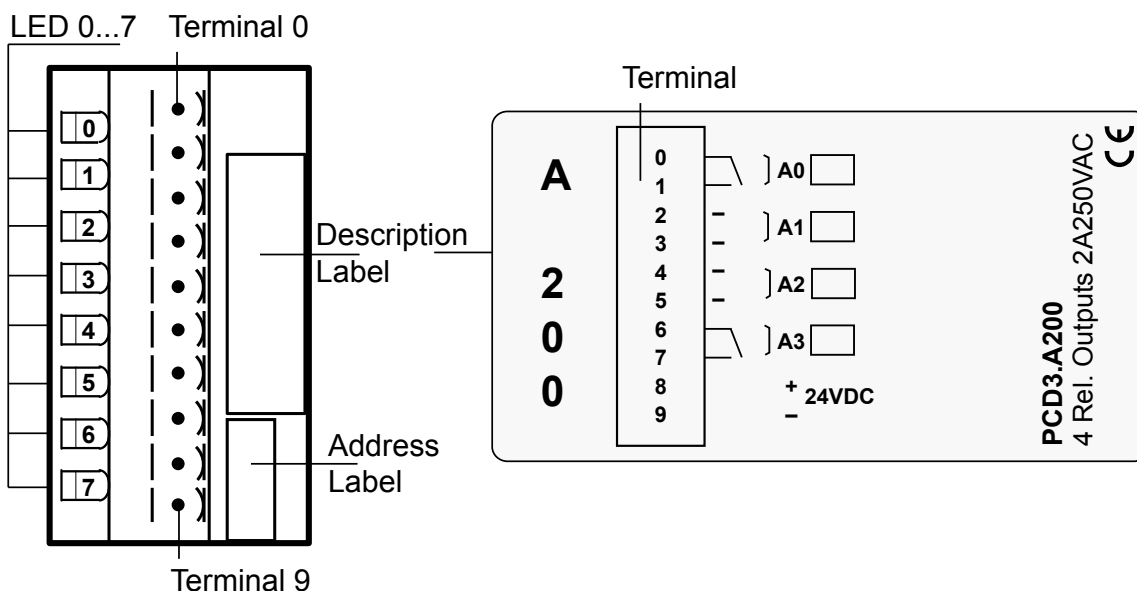 LED 0...7
Terminal 0
0
1
2
3
4
5
6
7
Description
Label
Address
Label
Terminal 9
Terminal
A
2
0
0
0
1
2
3
4
5
6
7
8
9
A0
A1
A2
A3
+
24VDC
–
PCD3.A200
4 Rel. Outputs 2A250VAC
CE